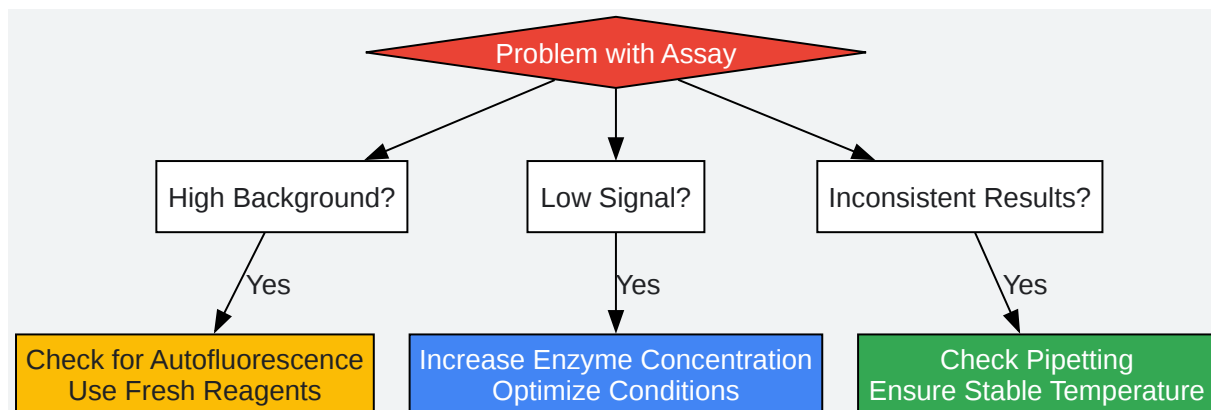 Problem with Assay
High Background?
Low Signal?
Inconsistent Results?
Yes
Yes
Yes
Check for Autofluorescence
Use Fresh Reagents
Increase Enzyme Concentration
Optimize Conditions
Check Pipetting
Ensure Stable Temperature